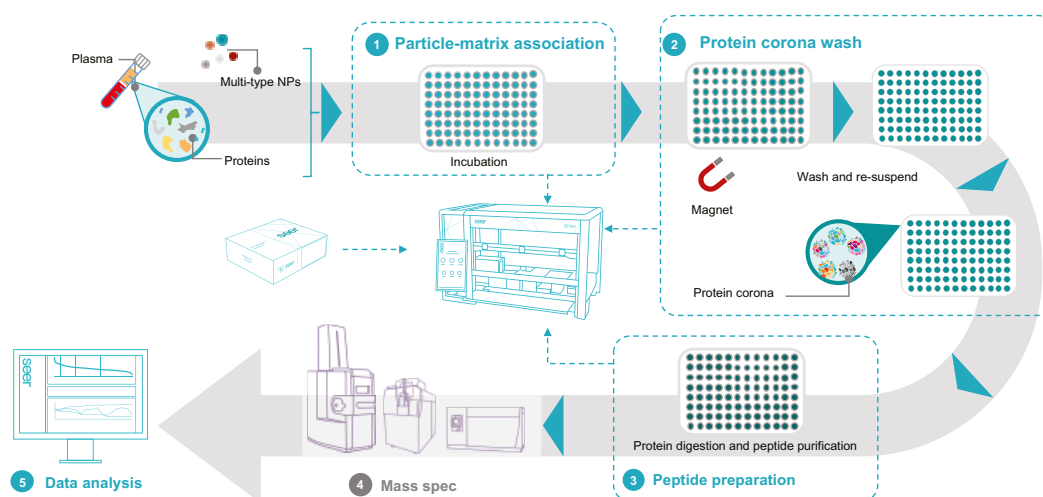 Plasma
Multi-type NPs
Proteins
1 Particle-matrix association
Incubation
2 Protein corona wash
Magnet
Wash and re-suspend
Protein corona
seer
seer
seer
Protein digestion and peptide purification
3 Peptide preparation
4 Mass spec
seer
5 Data analysis